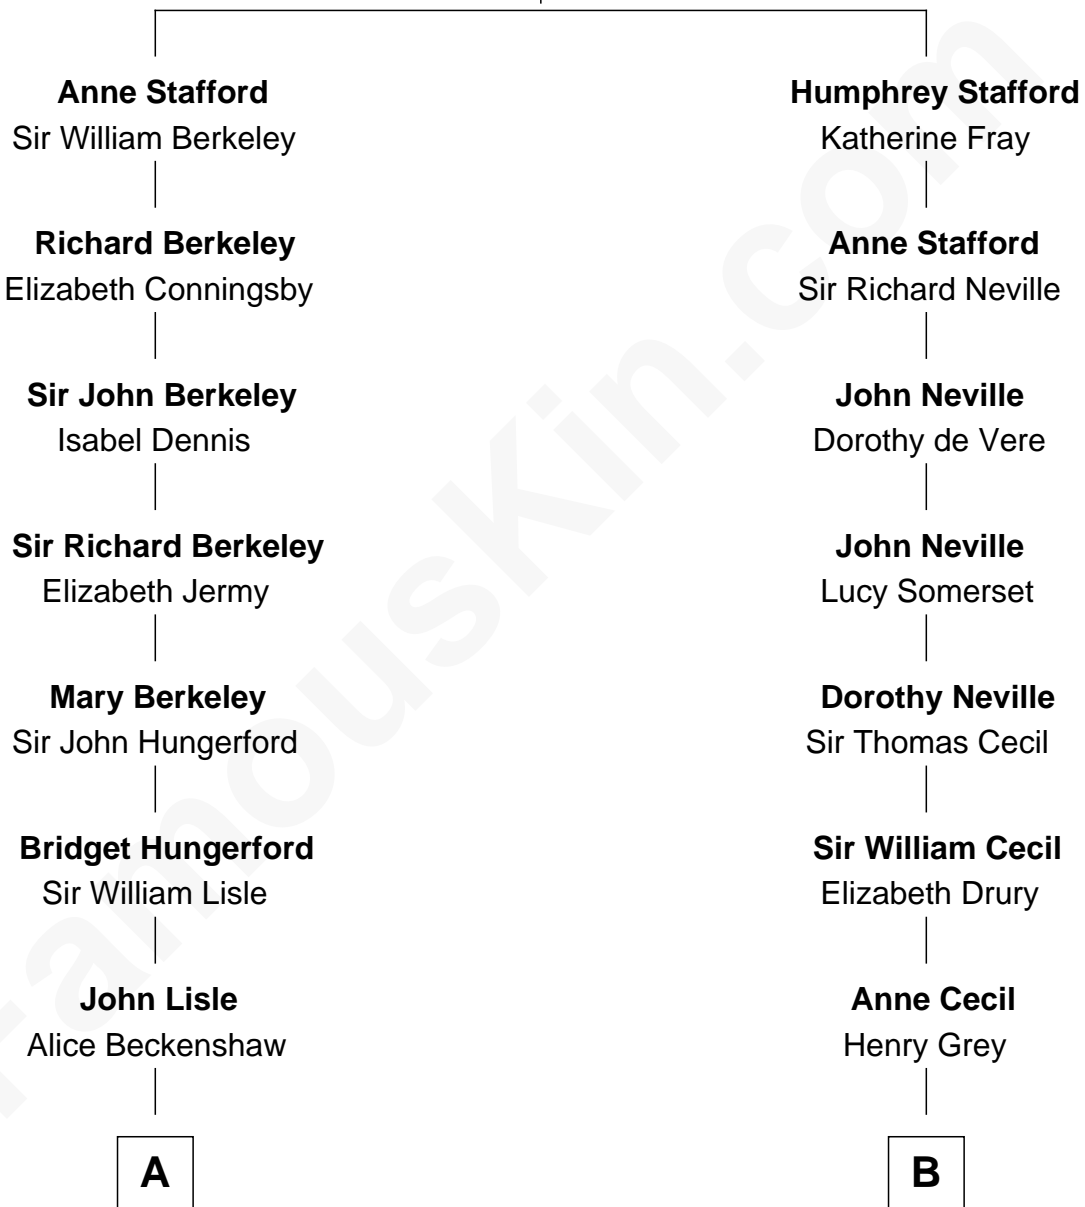 Anne Stafford
Sir William Berkeley
Richard Berkeley
Elizabeth Conningsby
Sir John Berkeley
Isabel Dennis
Sir Richard Berkeley
Elizabeth Jermy
Mary Berkeley
Sir John Hungerford
Bridget Hungerford
Sir William Lisle
John Lisle
Alice Beckenshaw
A
Humphrey Stafford
Katherine Fray
Anne Stafford
Sir Richard Neville
John Neville
Dorothy de Vere
John Neville
Lucy Somerset
Dorothy Neville
Sir Thomas Cecil
Sir William Cecil
Elizabeth Drury
Anne Cecil
Henry Grey
B
FamousKin.com